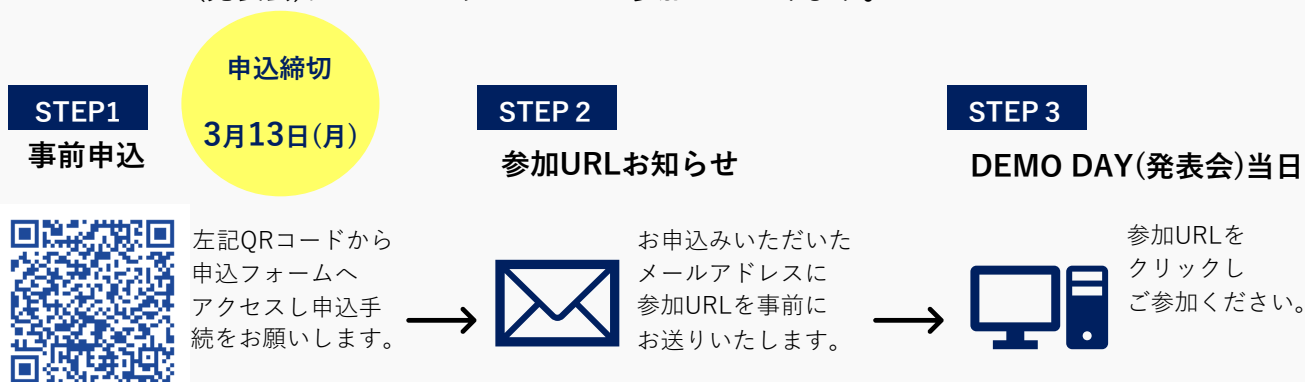 申込締切
3月13日(月)
STEP1
事前申込
左記QRコードから
申込フォームへ
アクセスし申込手
続をお願いします。
STEP 2
参加URLお知らせ
お申込みいただいた
メールアドレスに
参加URLを事前に
お送りいたします。
STEP 3
DEMO DAY(発表会)当日
参加URLを
クリックし
ご参加ください。